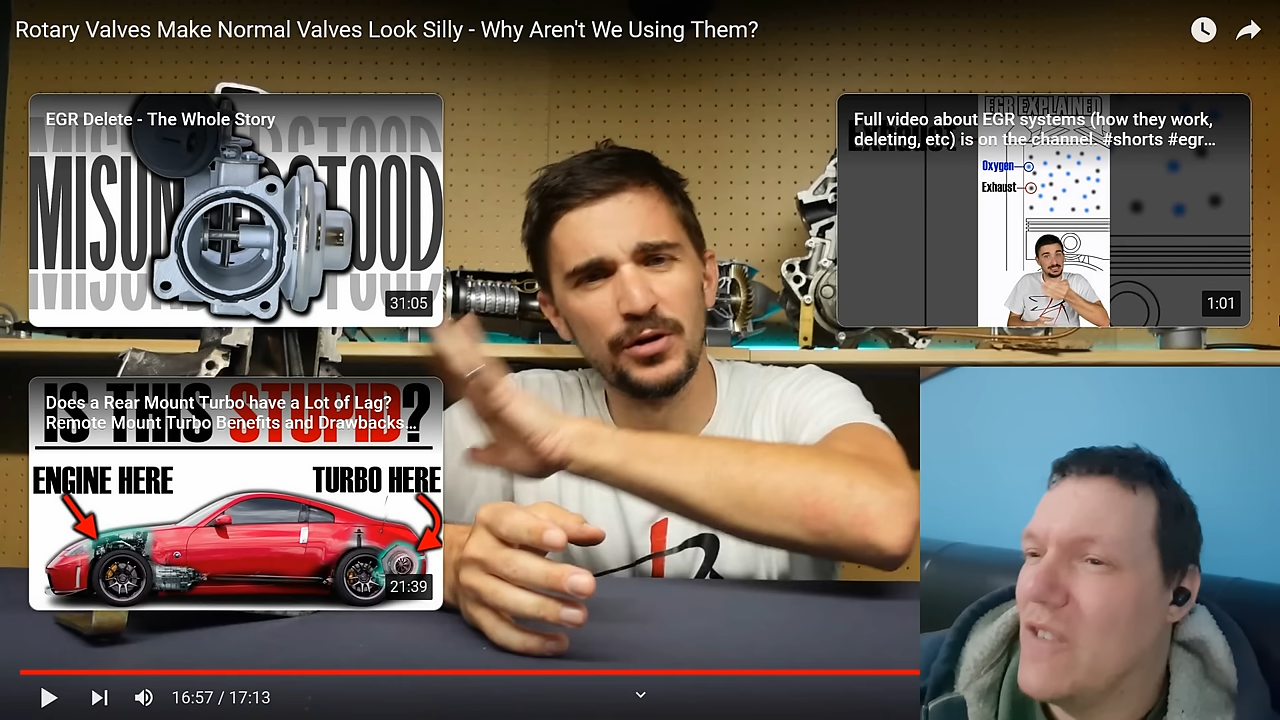 Rotary Valves Make Normal Valves Look Silly - Why Aren't We Using Them?
EGR Delete - The Whole Story
31:05
EGR EXPLAINED
Full video about EGR systems (how they work,
deleting, etc) is on the channel #shorts #egr...
Oxygen
Exhaust
1:01
IS THIS STUPID?
Does a Rear Mount Turbo have a Lot of Lag?
Remote Mount Turbo Benefits and Drawbacks...
ENGINE HERE
TURBO HERE
21:39
16:57 / 17:13